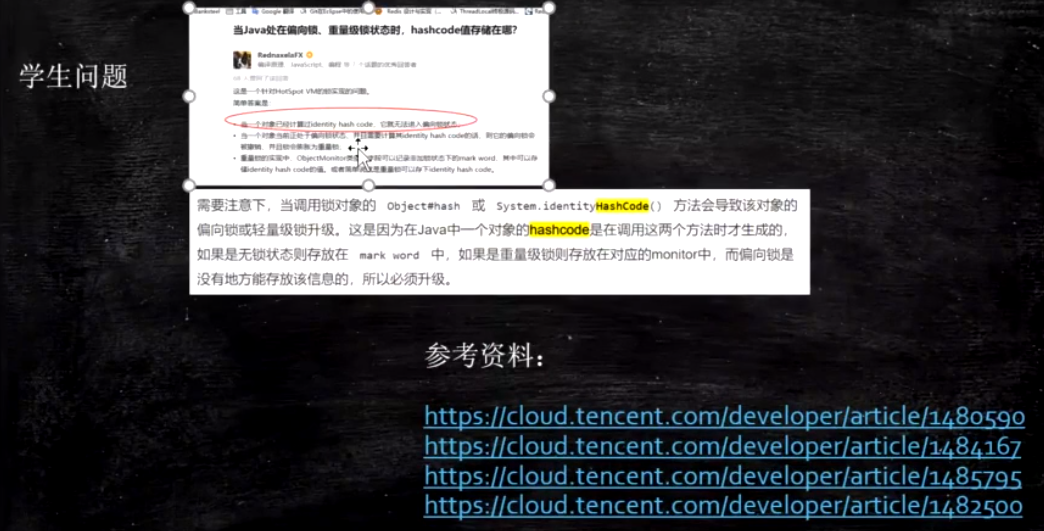 工具 Google 翻译
当Java处在偏向锁、重量级锁状态时，hashcode值存储在哪?
学生问题
RednaxelaFX
编译原理、JavaScript、编程
这是一个针对HotSpot VM的锁实现的问题。
简单答案是:
当一个对象已经计算过identity hash code，它就无法进入偏向锁状态;
当一个对象当前正处于偏向锁状态，并且需要计算其identity hash code的话，则它的偏向锁会
被撤销，并且锁会膨胀为重量锁;
重量锁的实现中，ObjectMonitor类里有字段可以记录非加锁状态下的mark word，其中可以存
储identity hash code的值。或者简单说就是重量锁可以存下identity hash code。
需要注意下，当调用锁对象的 Object#hash 或 System.identityHashCode() 方法会导致该对象的
偏向锁或轻量级锁升级。这是因为在Java中一个对象的hashcode是在调用这两个方法时才生成的，
如果是无锁状态则存放在 mark word 中，如果是重量级锁则存放在对应的monitor中，而偏向锁是
没有地方能存放该信息的，所以必须升级。
参考资料：
https://cloud.tencent.com/developer/article/1480590
https://cloud.tencent.com/developer/article/1484167
https://cloud.tencent.com/developer/article/1485795
https://cloud.tencent.com/developer/article/1482500